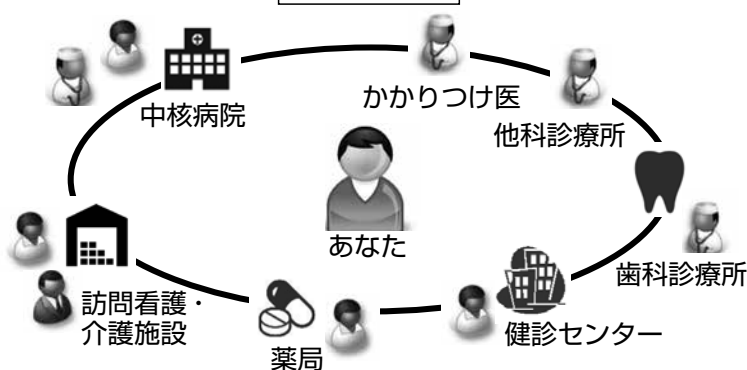 中核病院
かかりつけ医
他科診療所
あなた
歯科診療所
訪問看護・
介護施設
健診センター
薬局